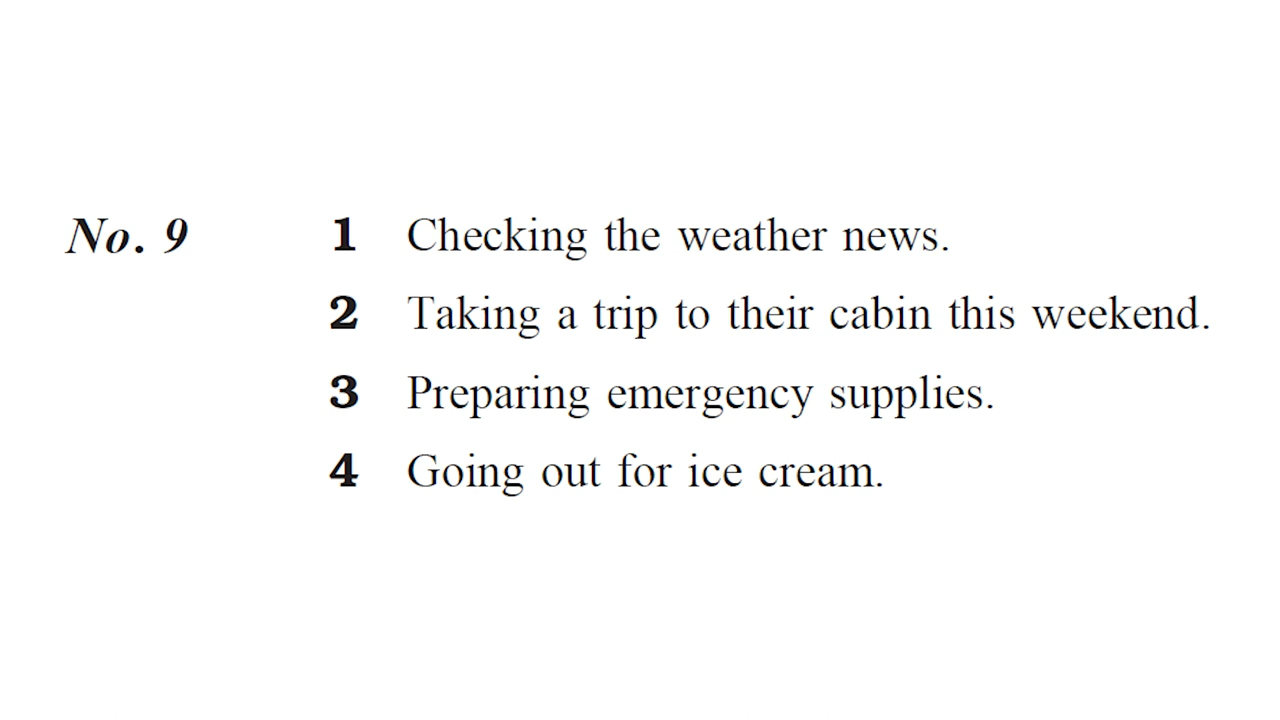 No. 9 1 Checking the weather news.
2 Taking a trip to their cabin this weekend.
3 Preparing emergency supplies.
4 Going out for ice cream.